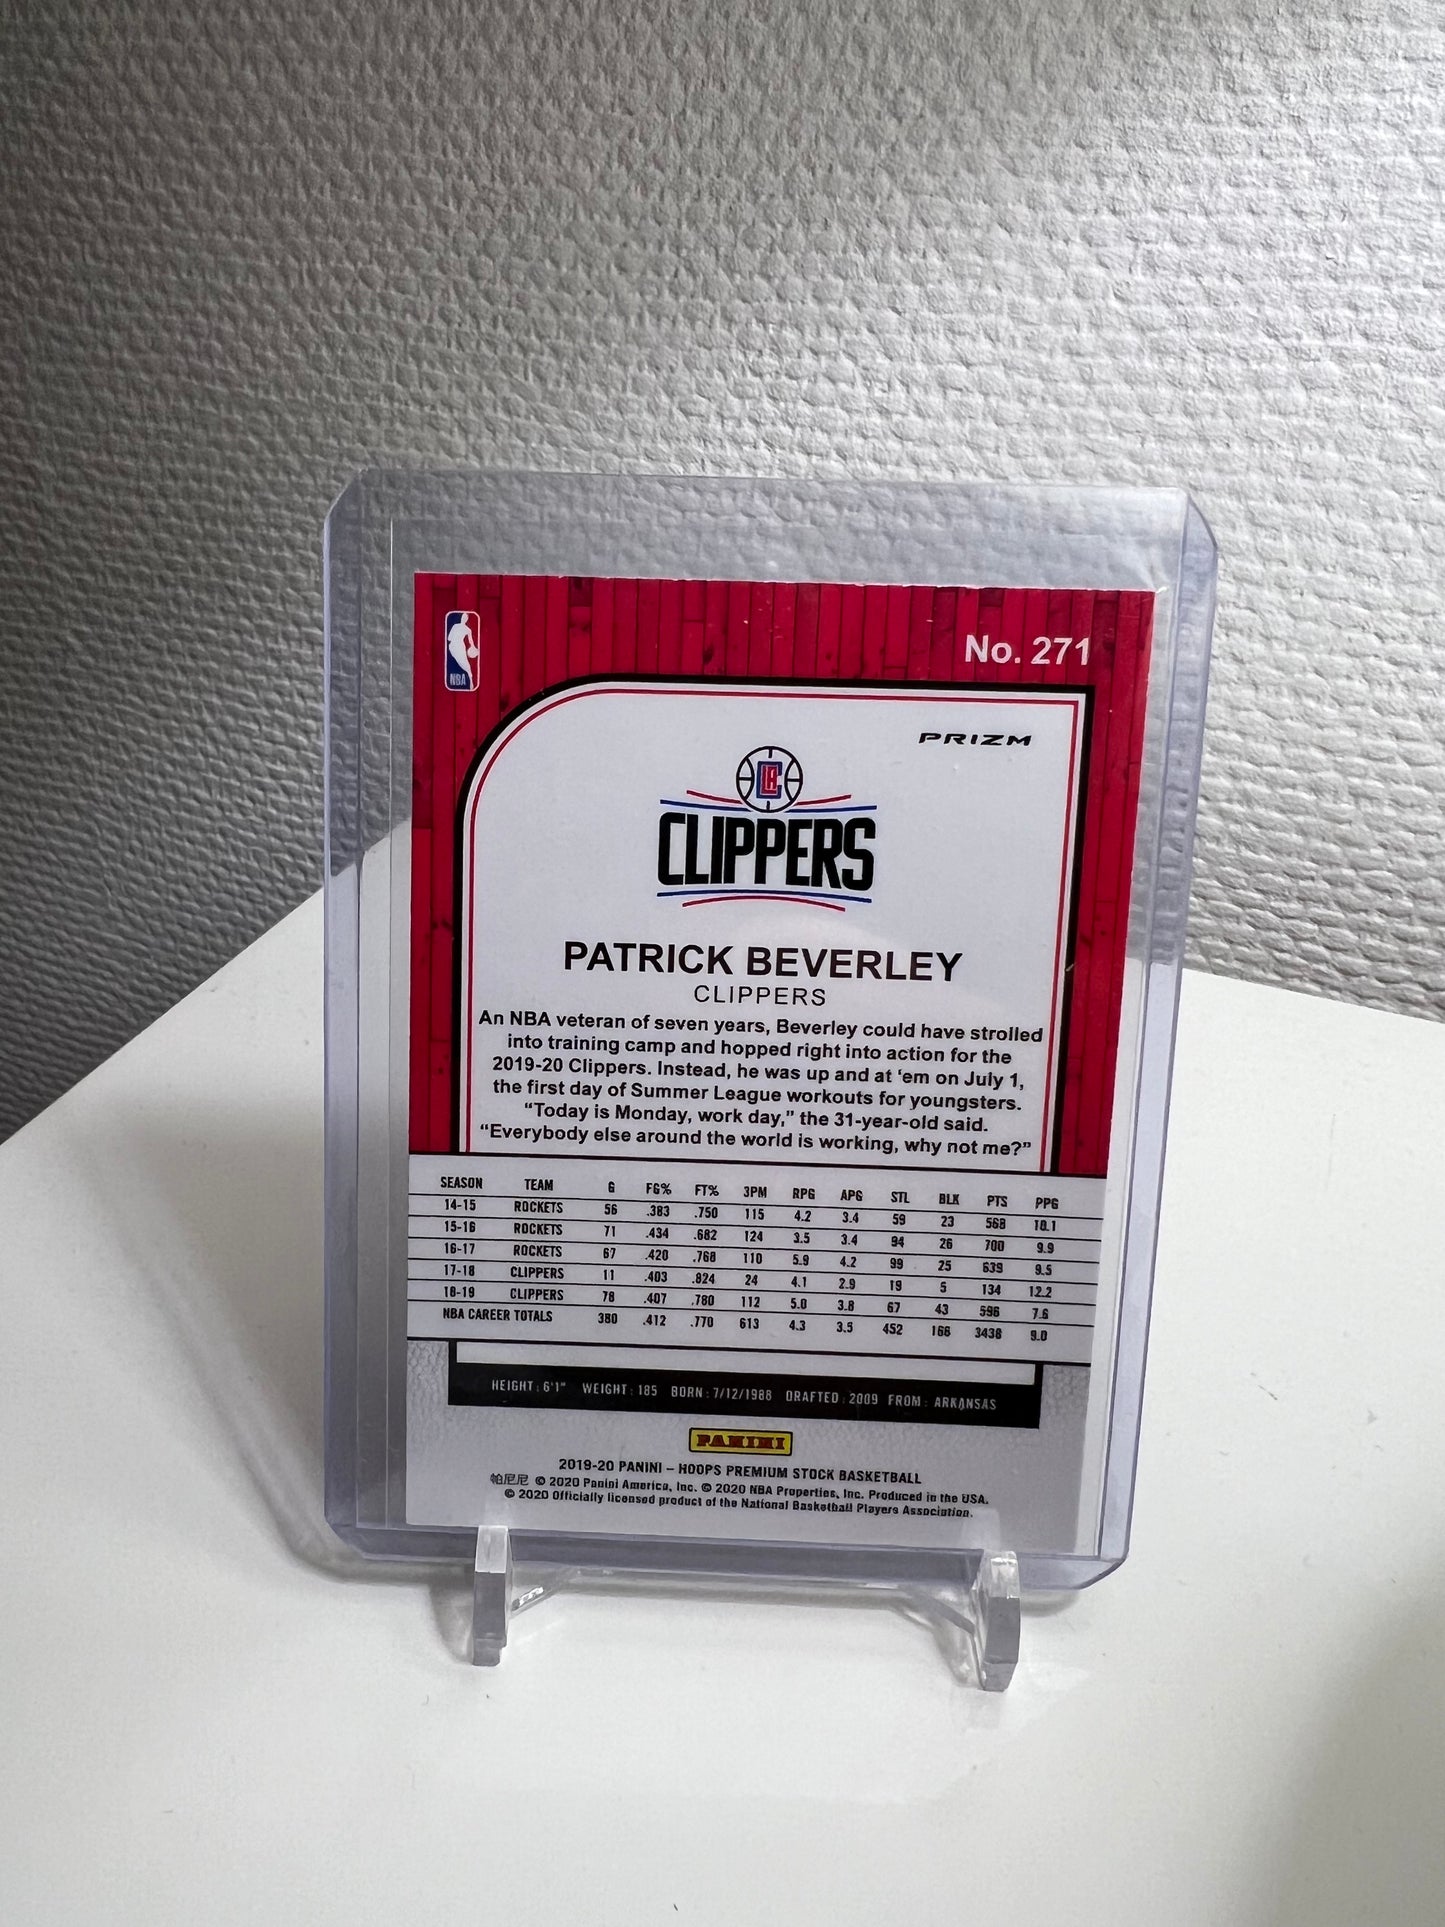 NBA
No. 271
PRIZM
LA
CLIPPERS
PATRICK BEVERLEY
CLIPPERS
An NBA veteran of seven years, Beverley could have strolled
into training camp and hopped right into action for the
2019-20 Clippers. Instead, he was up and at ‘em on July 1,
the first day of Summer League workouts for youngsters.
“Today is Monday, work day,” the 31-year-old said.
“Everybody else around the world is working, why not me?”
SEASON TEAM G FG% FT% 3PM RPG APG STL BLK PTS PPG
14-15 ROCKETS 56 .383 .750 115 4.2 3.4 59 23 568 10.1
15-16 ROCKETS 71 .434 .682 124 3.5 3.4 94 26 700 9.9
16-17 ROCKETS 67 .420 .768 110 5.9 4.2 99 25 639 9.5
17-18 CLIPPERS 11 .403 .824 24 4.1 2.9 19 5 134 12.2
18-19 CLIPPERS 78 .407 .780 112 5.0 3.8 67 43 596 7.6
NBA CAREER TOTALS 380 .412 .770 613 4.3 3.5 452 166 3438 9.0
HEIGHT: 6'1" WEIGHT: 185 BORN: 7/12/1988 DRAFTED: 2009 FROM: ARKANSAS
PANINI
2019-20 PANINI – HOOPS PREMIUM STOCK BASKETBALL
帕尼尼 © 2020 Panini America, Inc. © 2020 NBA Properties, Inc. Produced in the USA.
© 2020 Officially licensed product of the National Basketball Players Association.